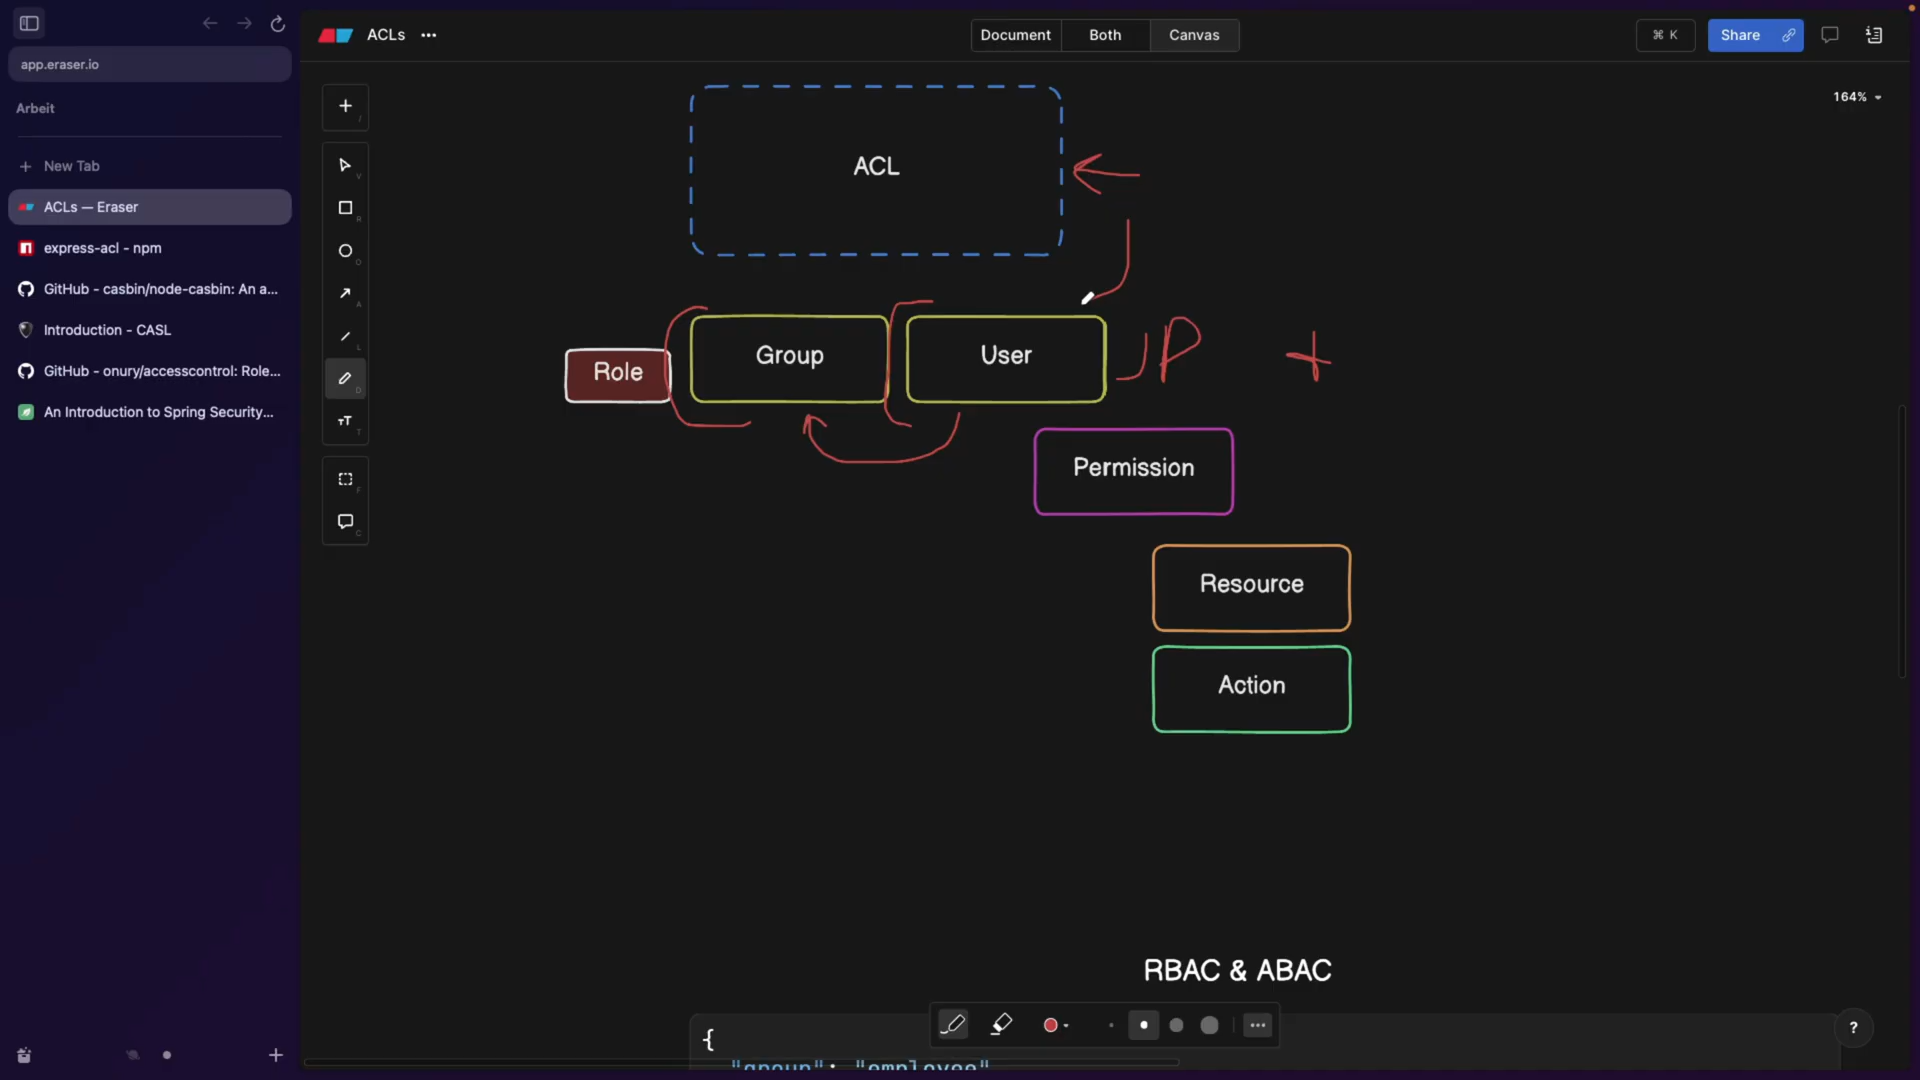 app.eraser.io
Arbeit
New Tab
ACLs — Eraser
express-acl - npm
GitHub - casbin/node-casbin: An a...
Introduction - CASL
GitHub - onury/accesscontrol: Role...
An Introduction to Spring Security...
ACLs
Document
Both
Canvas
⌘ K
Share
164%
/
V
R
O
A
L
D
T
F
C
ACL
Role
Group
User
P +
Permission
Resource
Action
RBAC & ABAC
{
"group": "employee"
?